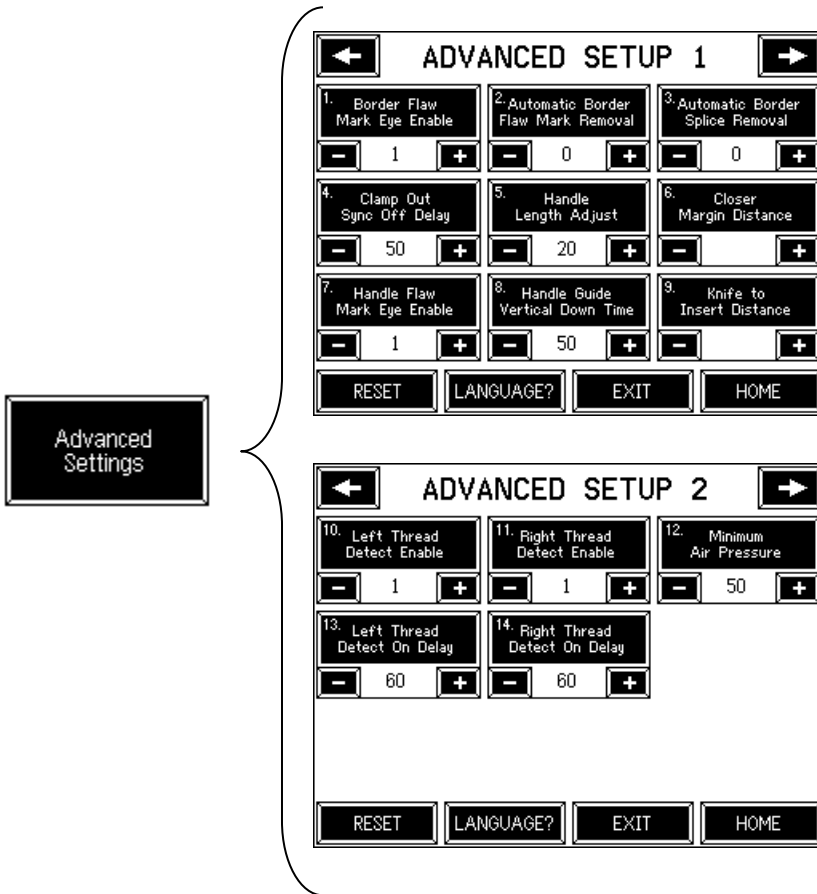 Advanced
Settings
ADVANCED SETUP 1
1. Border Flaw
Mark Eye Enable
2. Automatic Border
Flaw Mark Removal
3. Automatic Border
Splice Removal
− 1 +
− 0 +
− 0 +
4. Clamp Out
Sync Off Delay
5. Handle
Length Adjust
6. Closer
Margin Distance
− 50 +
− 20 +
− +
7. Handle Flaw
Mark Eye Enable
8. Handle Guide
Vertical Down Time
9. Knife to
Insert Distance
− 1 +
− 50 +
− +
RESET
LANGUAGE?
EXIT
HOME
ADVANCED SETUP 2
10. Left Thread
Detect Enable
11. Right Thread
Detect Enable
12. Minimum
Air Pressure
− 1 +
− 1 +
− 50 +
13. Left Thread
Detect On Delay
14. Right Thread
Detect On Delay
− 60 +
− 60 +
RESET
LANGUAGE?
EXIT
HOME